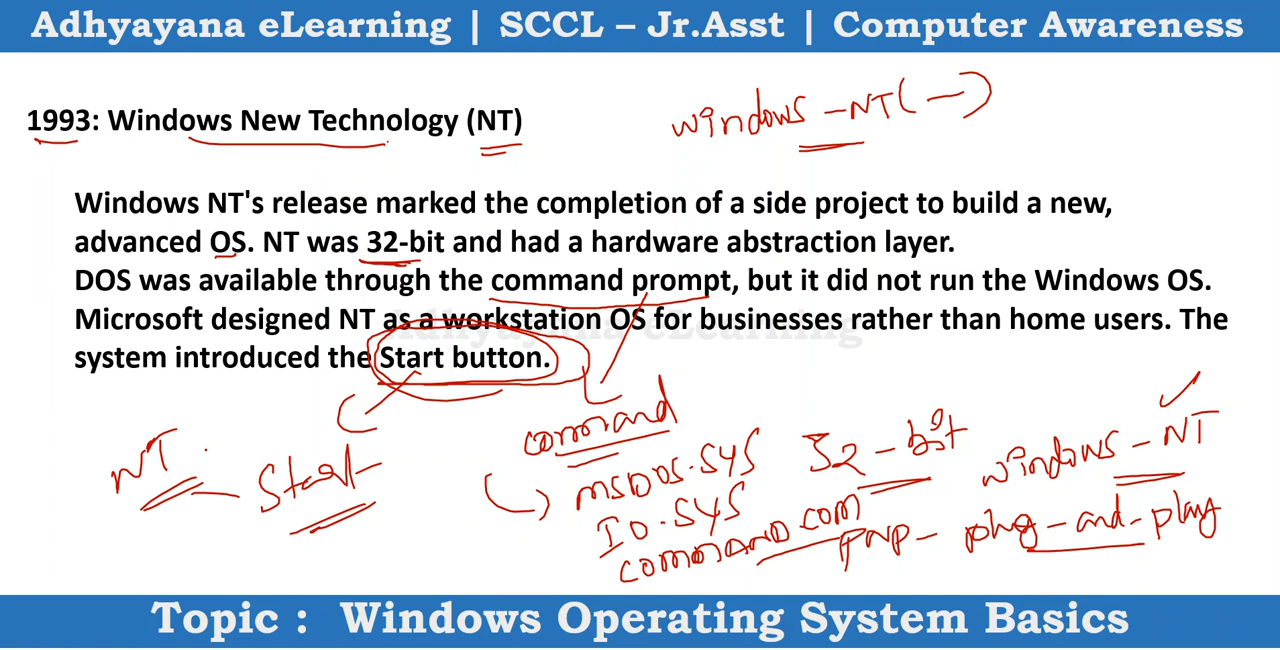 Adhyayana eLearning | SCCL – Jr.Asst | Computer Awareness
1993: Windows New Technology (NT)
windows - NT ( — )
Windows NT's release marked the completion of a side project to build a new,
advanced OS. NT was 32-bit and had a hardware abstraction layer.
DOS was available through the command prompt, but it did not run the Windows OS.
Microsoft designed NT as a workstation OS for businesses rather than home users. The
system introduced the Start button.
Adhyayana eLearning
NT - Start
command
MSDOS.SYS
IO.SYS
COMMAND.COM
32 - bit
windows - NT
PNP - plug-and-play
Topic : Windows Operating System Basics